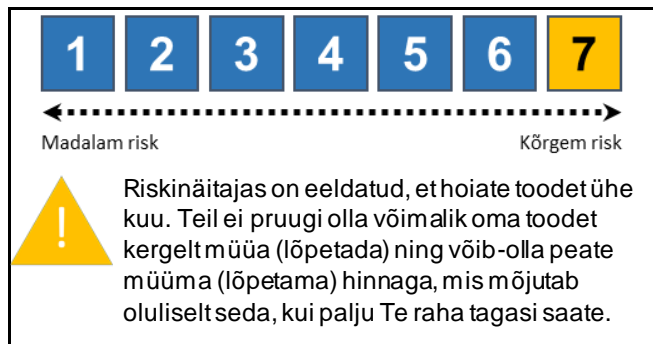 1 2 3 4 5 6 7
Madalam risk Kõrgem risk
!
Riskinäitajas on eeldatud, et hoiate toodet ühe
kuu. Teil ei pruugi olla võimalik oma toodet
kergelt müüa (lõpetada) ning võib-olla peate
müüma (lõpetama) hinnaga, mis mõjutab
oluliselt seda, kui palju Te raha tagasi saate.